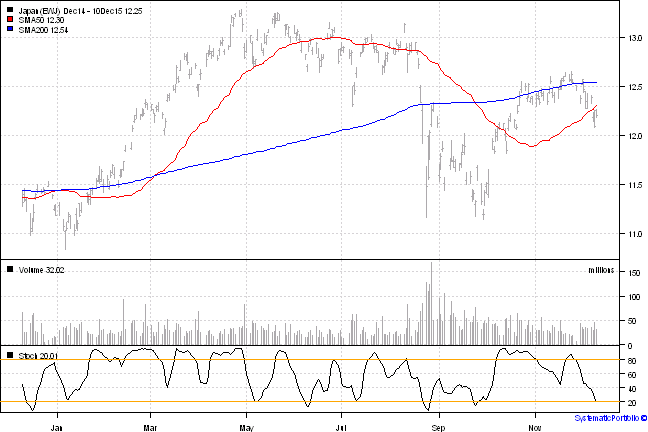 Japan (EWJ) Dec14 - 10Dec15 12.25
SMA50 12.30
SMA200 12.54
13.0
12.5
12.0
11.5
11.0
Volume 32.02
millions
150
100
50
0
Stoch 20.01
80
60
40
20
Jan Mar May Jul Sep Nov
SystematicPortfolio ©